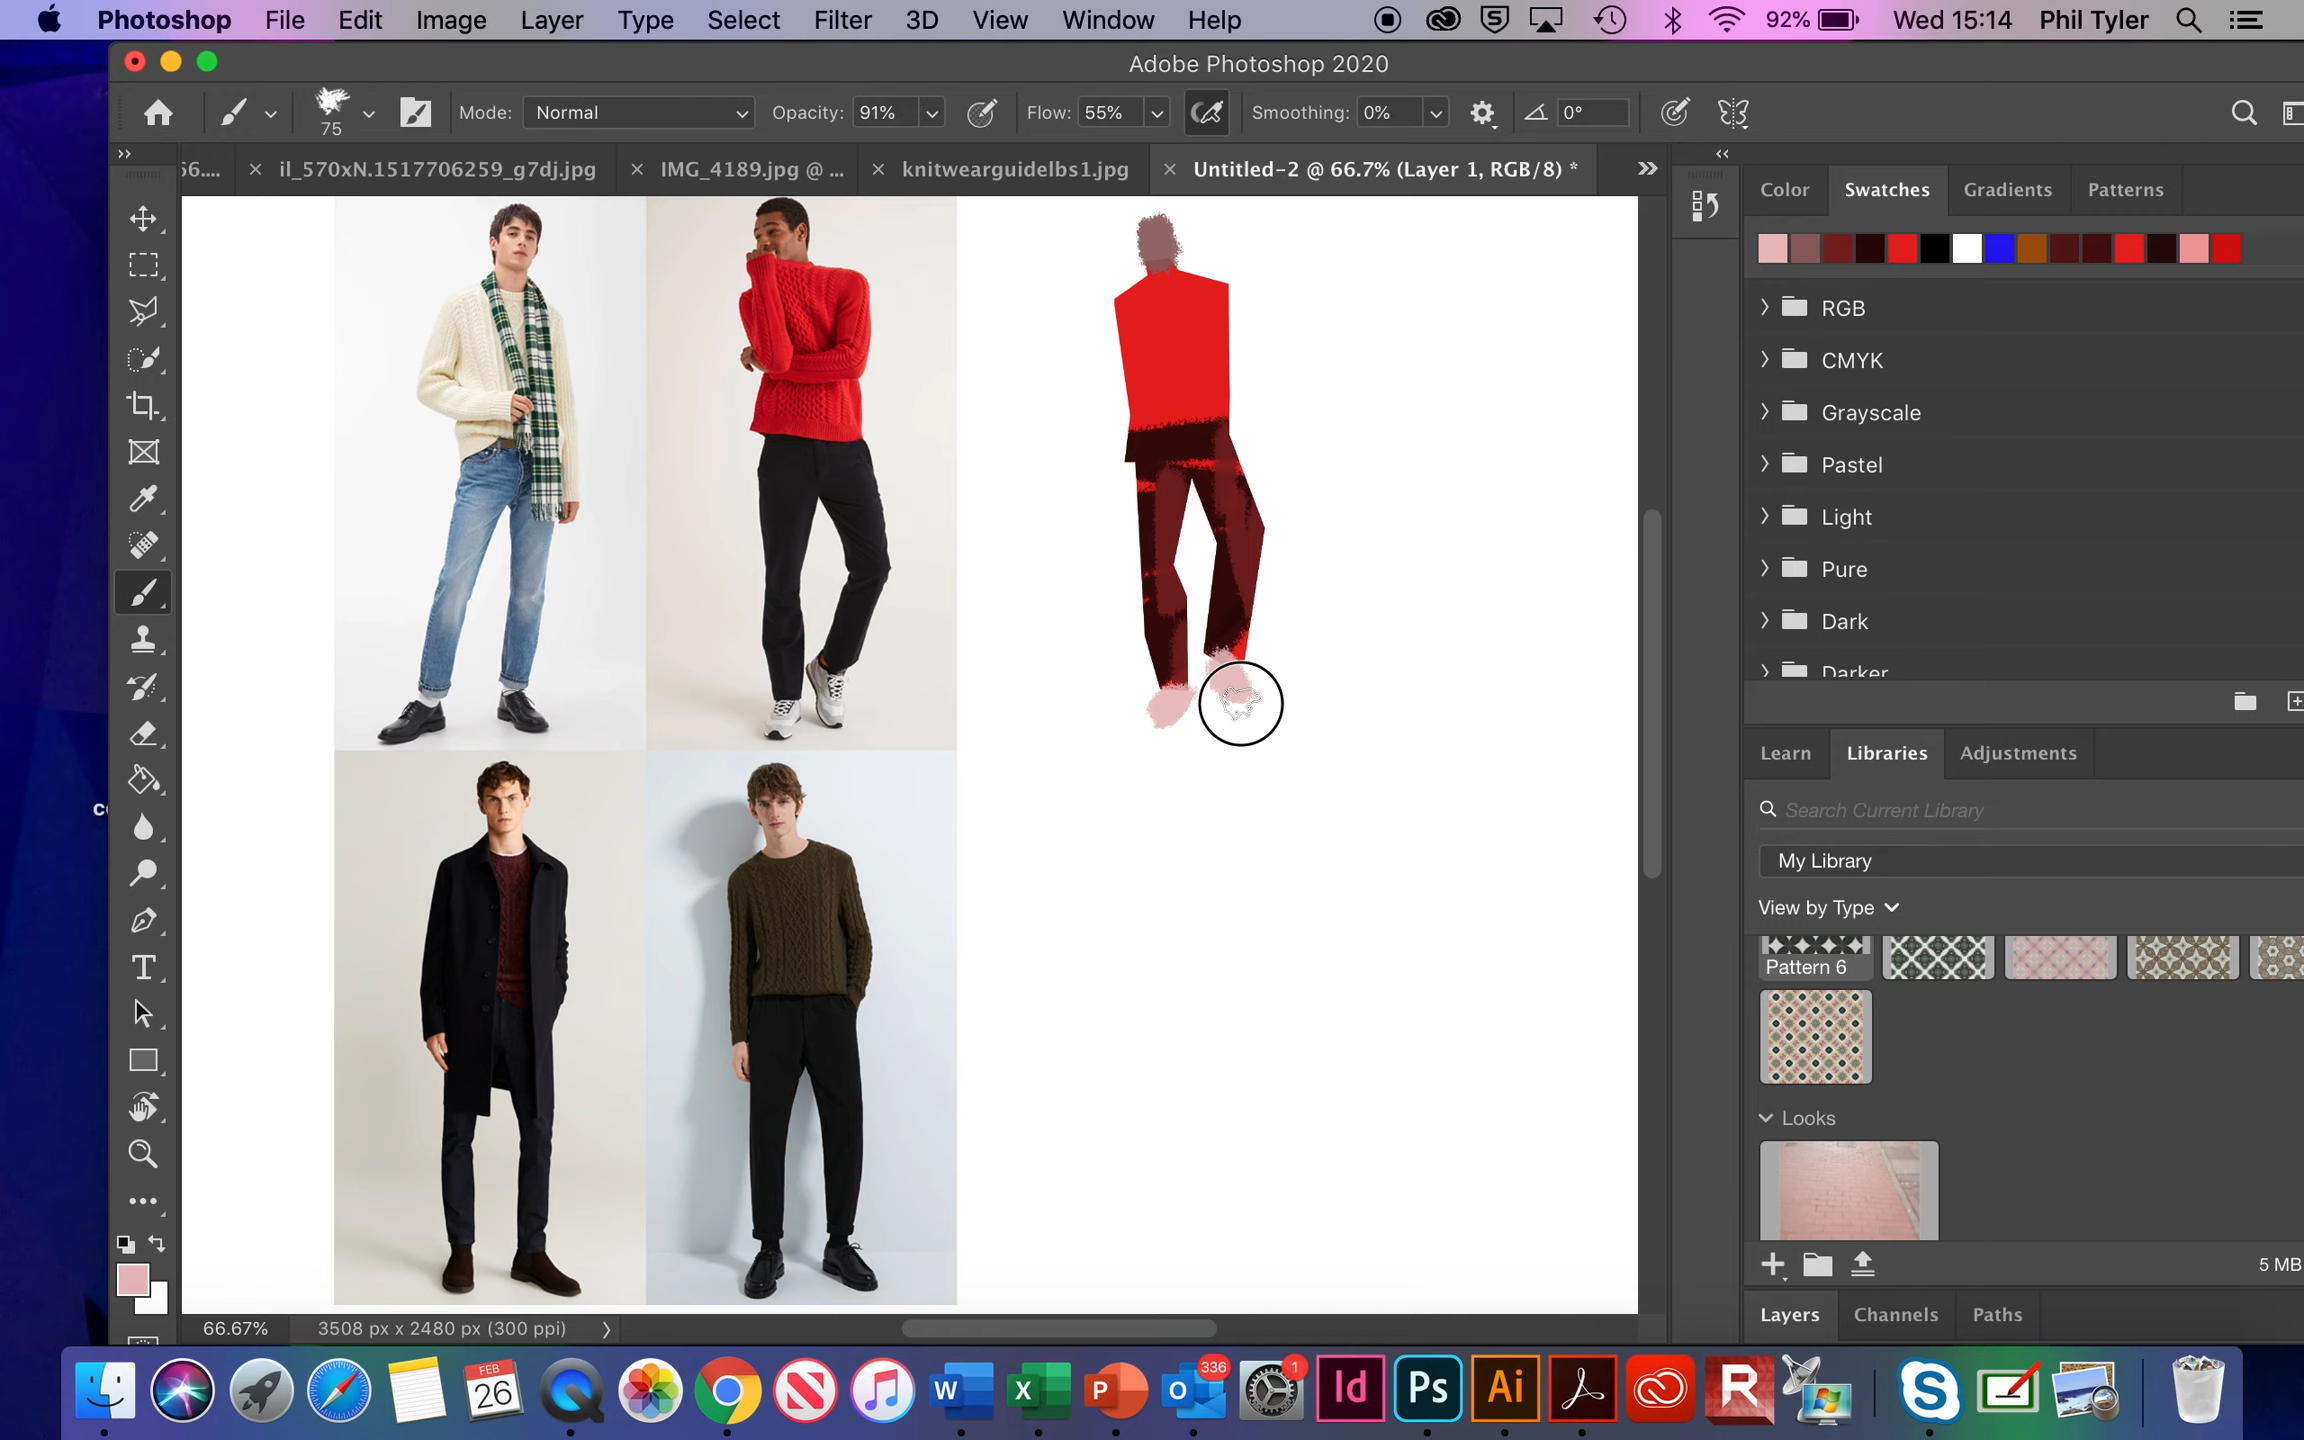 Photoshop File Edit Image Layer Type Select Filter 3D View Window Help 92% Wed 15:14 Phil Tyler
Adobe Photoshop 2020
75 Mode: Normal Opacity: 91% Flow: 55% Smoothing: 0% 0°
56.... il_570xN.1517706259_g7dj.jpg IMG_4189.jpg @ ... knitwearguidelbs1.jpg Untitled-2 @ 66.7% (Layer 1, RGB/8) *
Color Swatches Gradients Patterns
RGB
CMYK
Grayscale
Pastel
Light
Pure
Dark
Darker
Learn Libraries Adjustments
Search Current Library
My Library
View by Type
Pattern 6
Looks
5 MB
Layers Channels Paths
66.67% 3508 px x 2480 px (300 ppi)
FEB
26
W X P O 336 1 Id Ps Ai R S